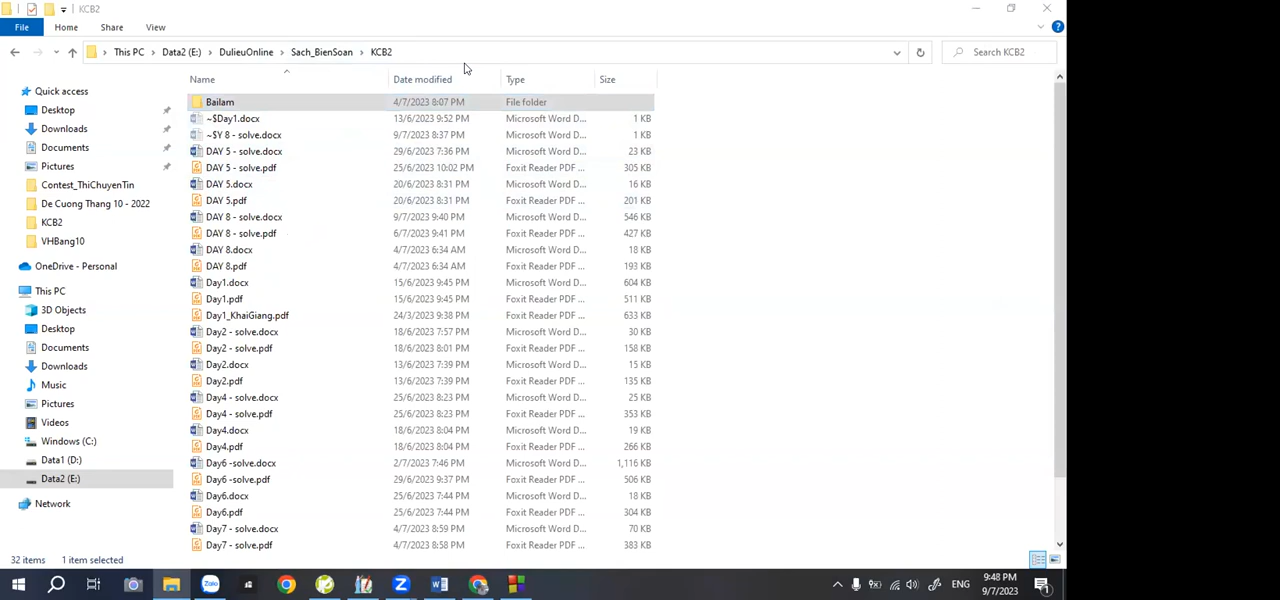 KCB2
File Home Share View
This PC Data2 (E:) DulieuOnline Sach_BienSoan KCB2 Search KCB2
Name Date modified Type Size
Quick access
Desktop
Downloads
Documents
Pictures
Contest_ThiChuyenTin
De Cuong Thang 10 - 2022
KCB2
VHBang10
OneDrive - Personal
This PC
3D Objects
Desktop
Documents
Downloads
Music
Pictures
Videos
Windows (C:)
Data1 (D:)
Data2 (E:)
Network
Bailam 4/7/2023 8:07 PM File folder
~$Day1.docx 13/6/2023 9:52 PM Microsoft Word D... 1 KB
~$Y 8 - solve.docx 9/7/2023 8:37 PM Microsoft Word D... 1 KB
DAY 5 - solve.docx 29/6/2023 7:36 PM Microsoft Word D... 23 KB
DAY 5 - solve.pdf 25/6/2023 10:02 PM Foxit Reader PDF ... 305 KB
DAY 5.docx 20/6/2023 8:31 PM Microsoft Word D... 16 KB
DAY 5.pdf 20/6/2023 8:31 PM Foxit Reader PDF ... 201 KB
DAY 8 - solve.docx 9/7/2023 9:40 PM Microsoft Word D... 546 KB
DAY 8 - solve.pdf 6/7/2023 9:41 PM Foxit Reader PDF ... 427 KB
DAY 8.docx 4/7/2023 6:34 AM Microsoft Word D... 18 KB
DAY 8.pdf 4/7/2023 6:34 AM Foxit Reader PDF ... 193 KB
Day1.docx 15/6/2023 9:45 PM Microsoft Word D... 604 KB
Day1.pdf 15/6/2023 9:45 PM Foxit Reader PDF ... 511 KB
Day1_KhaiGiang.pdf 24/3/2023 9:38 PM Foxit Reader PDF ... 633 KB
Day2 - solve.docx 18/6/2023 7:57 PM Microsoft Word D... 30 KB
Day2 - solve.pdf 18/6/2023 8:01 PM Foxit Reader PDF ... 158 KB
Day2.docx 13/6/2023 7:39 PM Microsoft Word D... 15 KB
Day2.pdf 13/6/2023 7:39 PM Foxit Reader PDF ... 135 KB
Day4 - solve.docx 25/6/2023 8:23 PM Microsoft Word D... 25 KB
Day4 - solve.pdf 25/6/2023 8:23 PM Foxit Reader PDF ... 353 KB
Day4.docx 18/6/2023 8:04 PM Microsoft Word D... 19 KB
Day4.pdf 18/6/2023 8:04 PM Foxit Reader PDF ... 266 KB
Day6 -solve.docx 2/7/2023 7:46 PM Microsoft Word D... 1,116 KB
Day6 -solve.pdf 29/6/2023 9:37 PM Foxit Reader PDF ... 506 KB
Day6.docx 25/6/2023 7:44 PM Microsoft Word D... 18 KB
Day6.pdf 25/6/2023 7:44 PM Foxit Reader PDF ... 304 KB
Day7 - solve.docx 4/7/2023 8:59 PM Microsoft Word D... 70 KB
Day7 - solve.pdf 4/7/2023 8:58 PM Foxit Reader PDF ... 383 KB
32 items 1 item selected
Zalo ENG 9:48 PM
9/7/2023